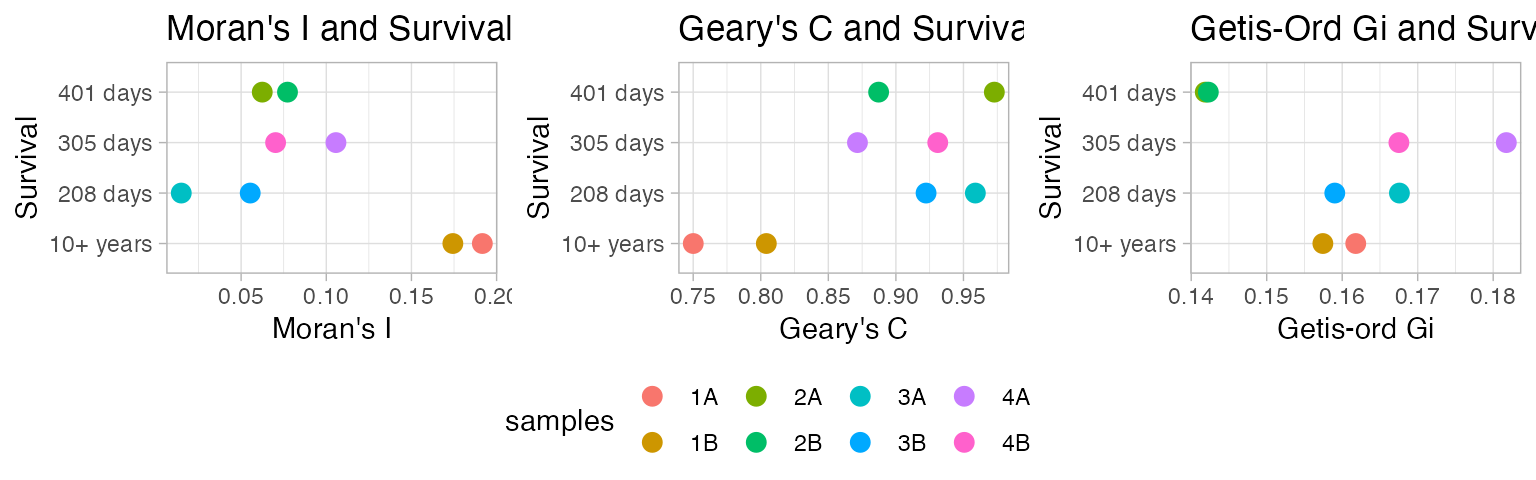 Moran's I and Survival
Survival
401 days
305 days
208 days
10+ years
0.05 0.10 0.15 0.20
Moran's I
Geary's C and Surviva
Survival
401 days
305 days
208 days
10+ years
0.75 0.80 0.85 0.90 0.95
Geary's C
Getis-Ord Gi and Surv
Survival
401 days
305 days
208 days
10+ years
0.14 0.15 0.16 0.17 0.18
Getis-ord Gi
samples
1A 2A 3A 4A
1B 2B 3B 4B